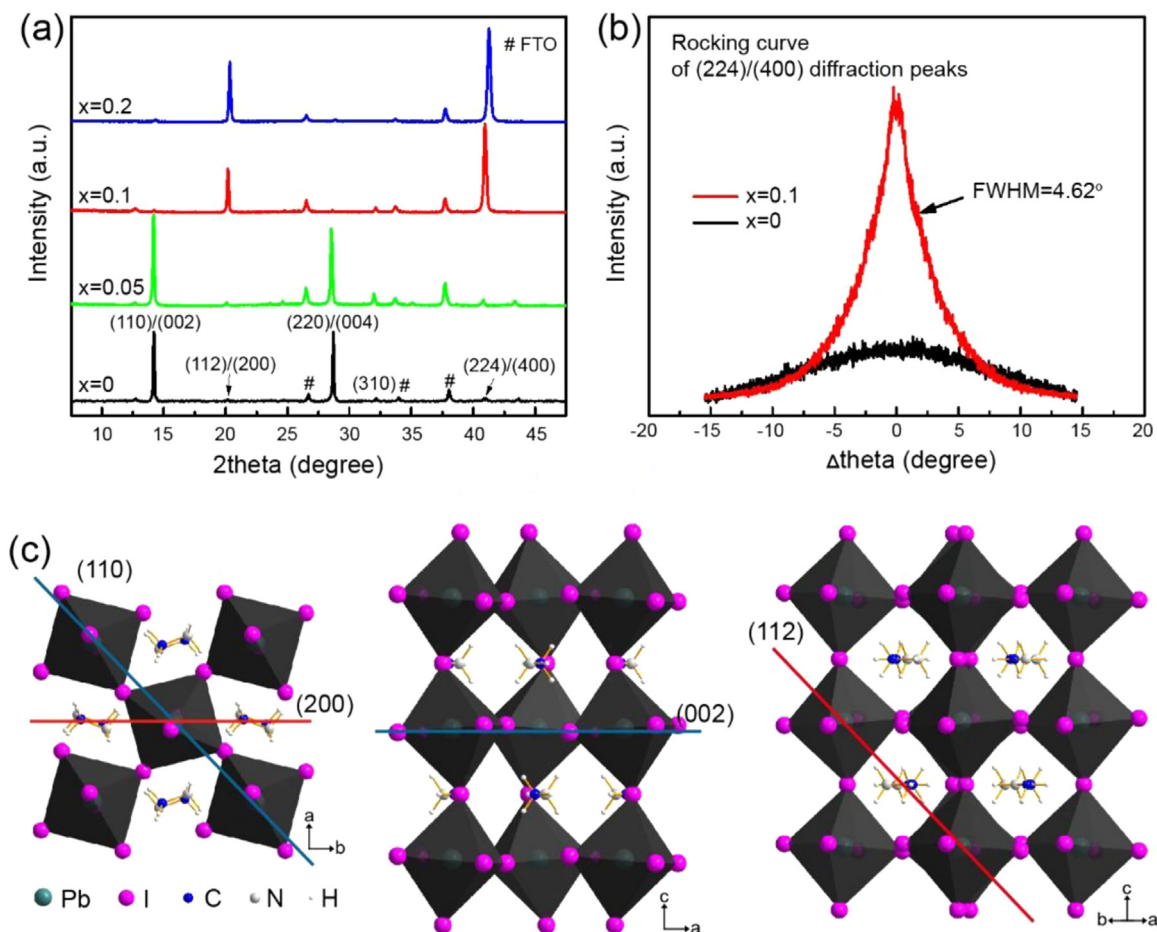 (a)
# FTO
x=0.2
x=0.1
x=0.05
(110)/(002)
(220)/(004)
(112)/(200)
(310)
(224)/(400)
x=0
#
#
#
10 15 20 25 30 35 40 45
2theta (degree)
Intensity (a.u.)
(b)
Rocking curve
of (224)/(400) diffraction peaks
x=0.1
x=0
FWHM=4.62°
-20 -15 -10 -5 0 5 10 15 20
Δtheta (degree)
Intensity (a.u.)
(c)
(110)
(200)
a
b
Pb I C N H
(002)
c
a
(112)
c
b a